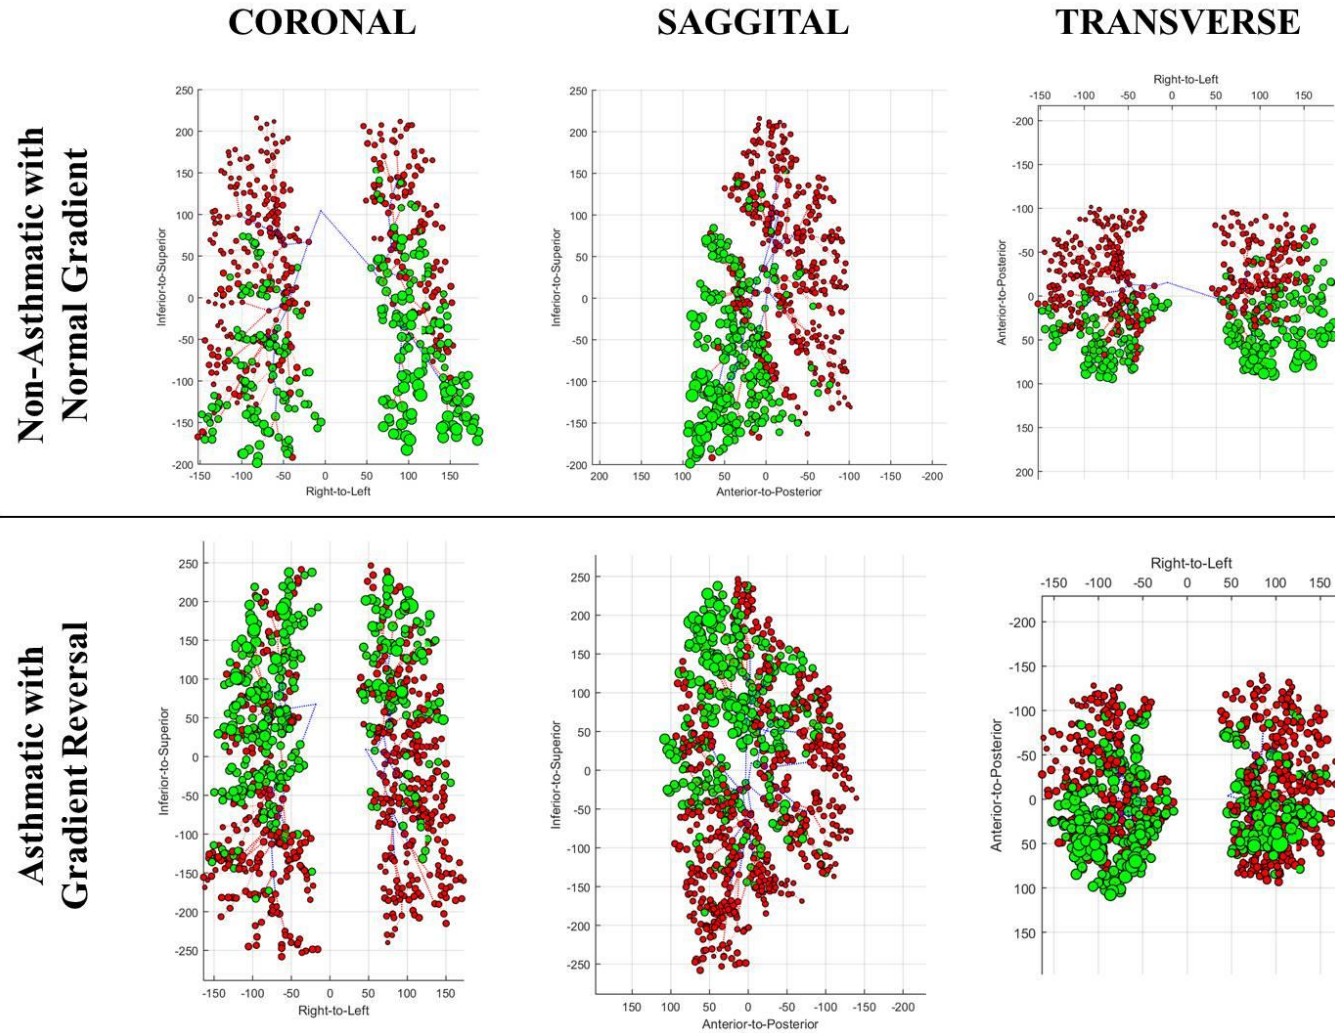 CORONAL SAGGITAL TRANSVERSE
Non-Asthmatic with
Normal Gradient
250
200
150
100
50
0
-50
-100
-150
-200
Inferior-to-Superior
-150 -100 -50 0 50 100 150
Right-to-Left
250
200
150
100
50
0
-50
-100
-150
-200
Inferior-to-Superior
200 150 100 50 0 -50 -100 -150 -200
Anterior-to-Posterior
Right-to-Left
-150 -100 -50 0 50 100 150
-200
-150
-100
-50
0
50
100
150
200
Anterior-to-Posterior
Asthmatic with
Gradient Reversal
250
200
150
100
50
0
-50
-100
-150
-200
-250
Inferior-to-Superior
-150 -100 -50 0 50 100 150
Right-to-Left
250
200
150
100
50
0
-50
-100
-150
-200
-250
Inferior-to-Superior
150 100 50 0 -50 -100 -150 -200
Anterior-to-Posterior
Right-to-Left
-150 -100 -50 0 50 100 150
-200
-150
-100
-50
0
50
100
150
Anterior-to-Posterior